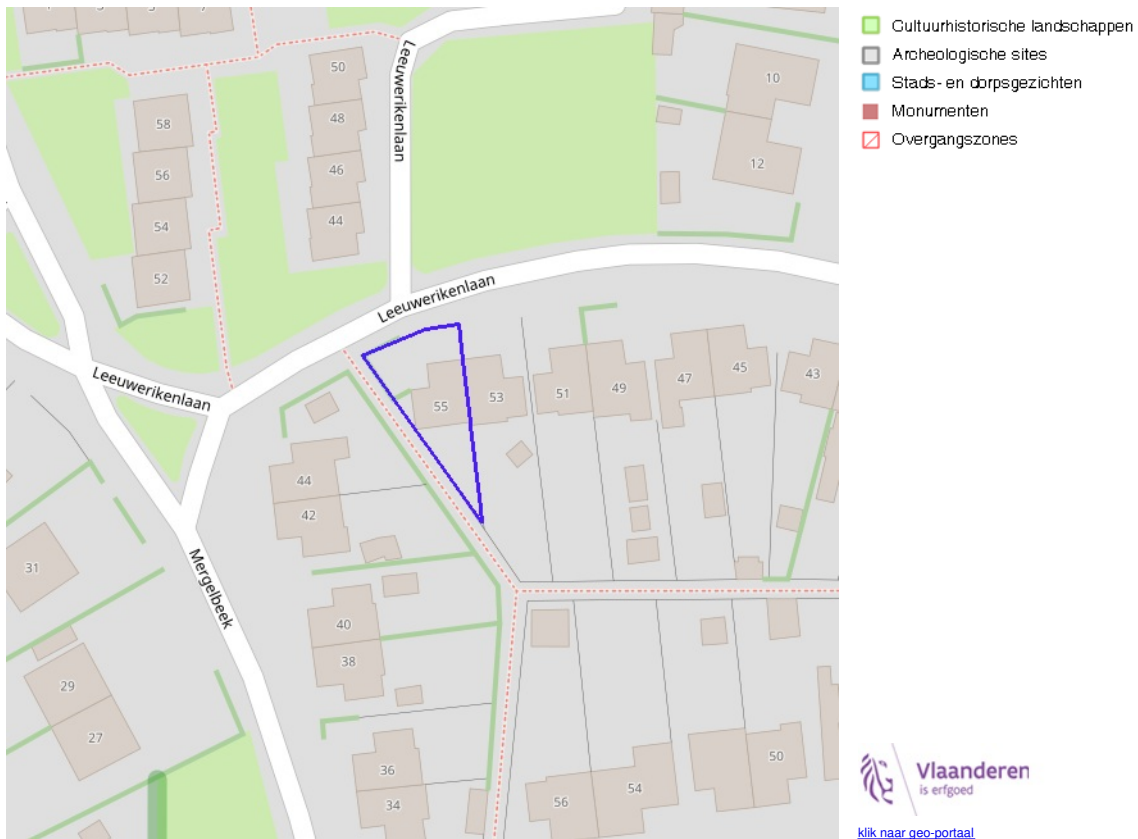 Leeuwerikenlaan
50
58
48
56
46
54
44
52
10
12
Leeuwerikenlaan
Leeuwerikenlaan
55
53
51
49
47
45
43
44
42
31
Mergelbeek
40
38
29
27
36
34
56
54
50
Cultuurhistorische landschappen
Archeologische sites
Stads- en dorpsgezichten
Monumenten
Overgangszones
Vlaanderen
is erfgoed
klik naar geo-portaal